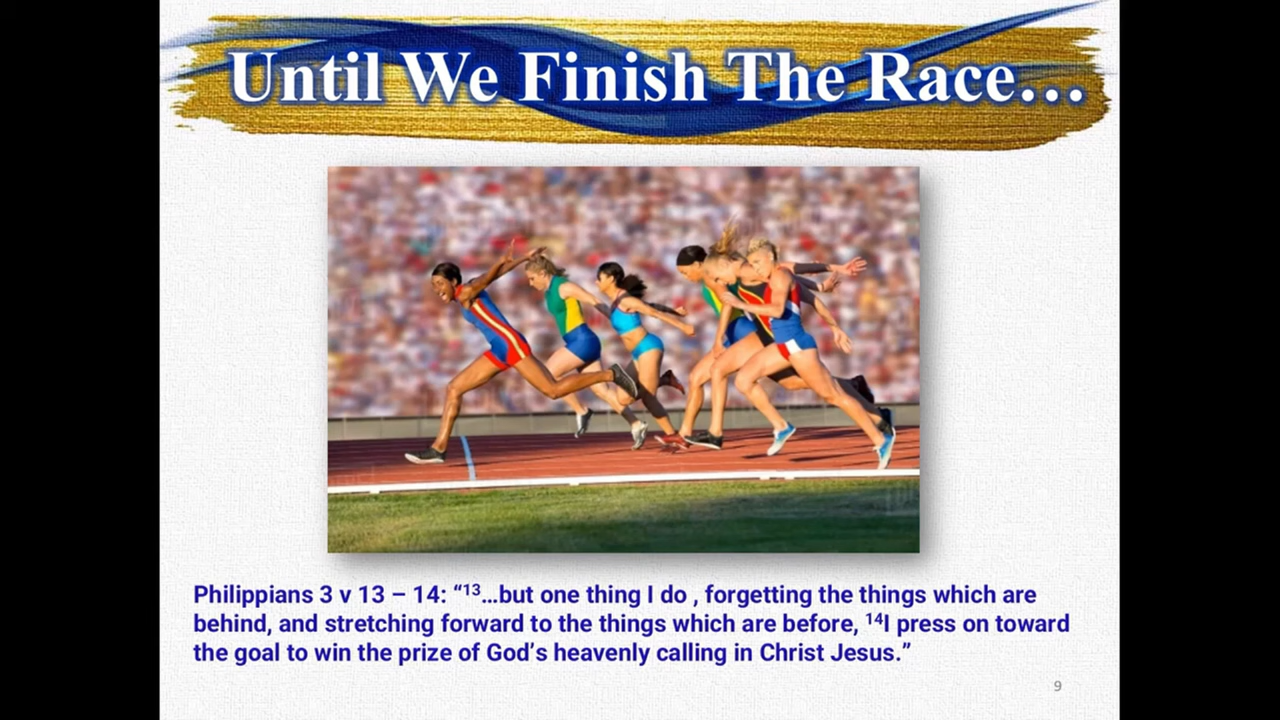 Until We Finish The Race...
Philippians 3 v 13 – 14: “¹³...but one thing I do , forgetting the things which are
behind, and stretching forward to the things which are before, ¹⁴I press on toward
the goal to win the prize of God’s heavenly calling in Christ Jesus.”
9